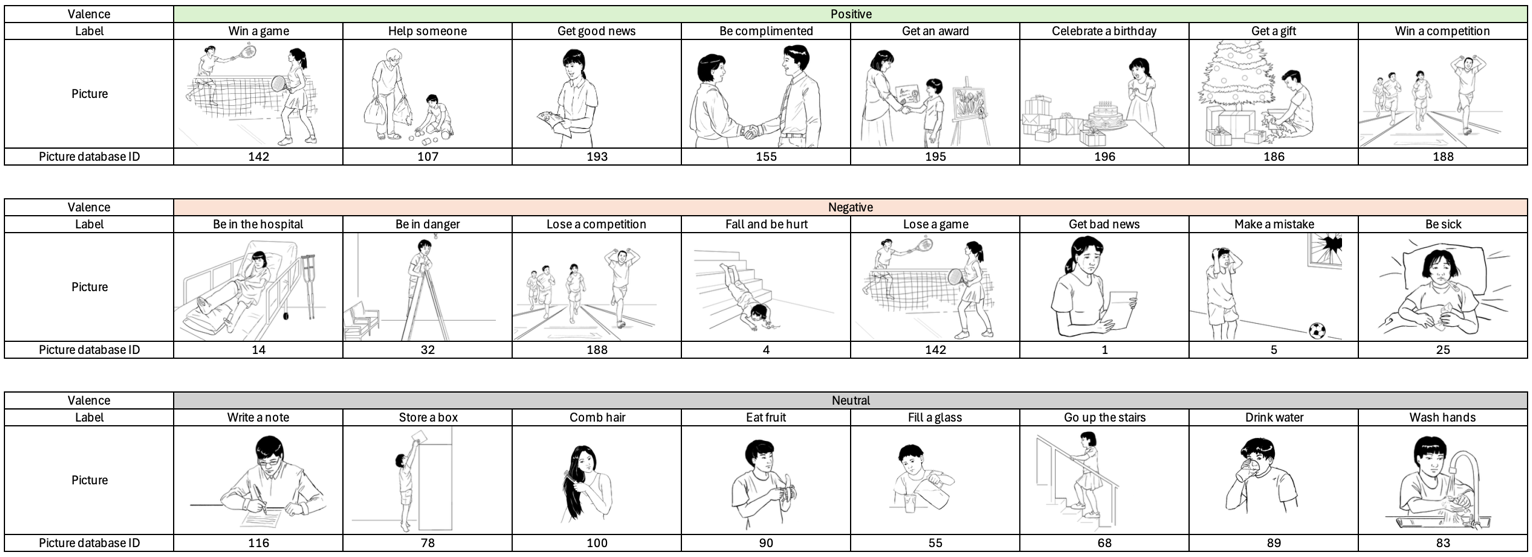 Valence Positive
Label Win a game Help someone Get good news Be complimented Get an award Celebrate a birthday Get a gift Win a competition
Picture
Picture database ID 142 107 193 155 195 196 186 188
Valence Negative
Label Be in the hospital Be in danger Lose a competition Fall and be hurt Lose a game Get bad news Make a mistake Be sick
Picture
Picture database ID 14 32 188 4 142 1 5 25
Valence Neutral
Label Write a note Store a box Comb hair Eat fruit Fill a glass Go up the stairs Drink water Wash hands
Picture
Picture database ID 116 78 100 90 55 68 89 83